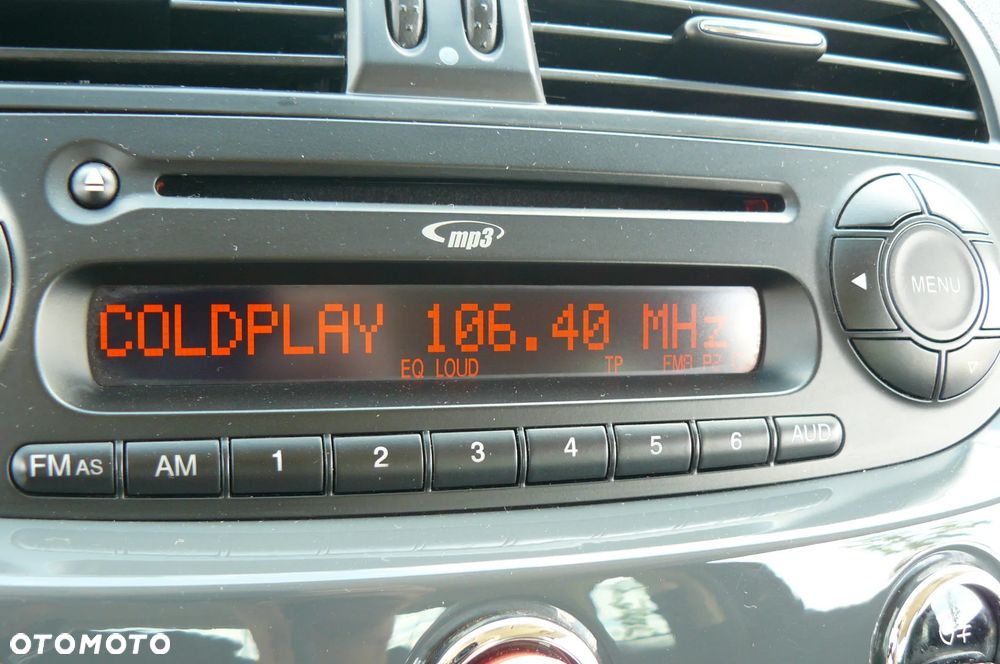 mp3
COLDPLAY 106.40 MHz
EQ LOUD TP
MENU
FM AS AM 1 2 3 4 5 6 AUD
OTOMOTO